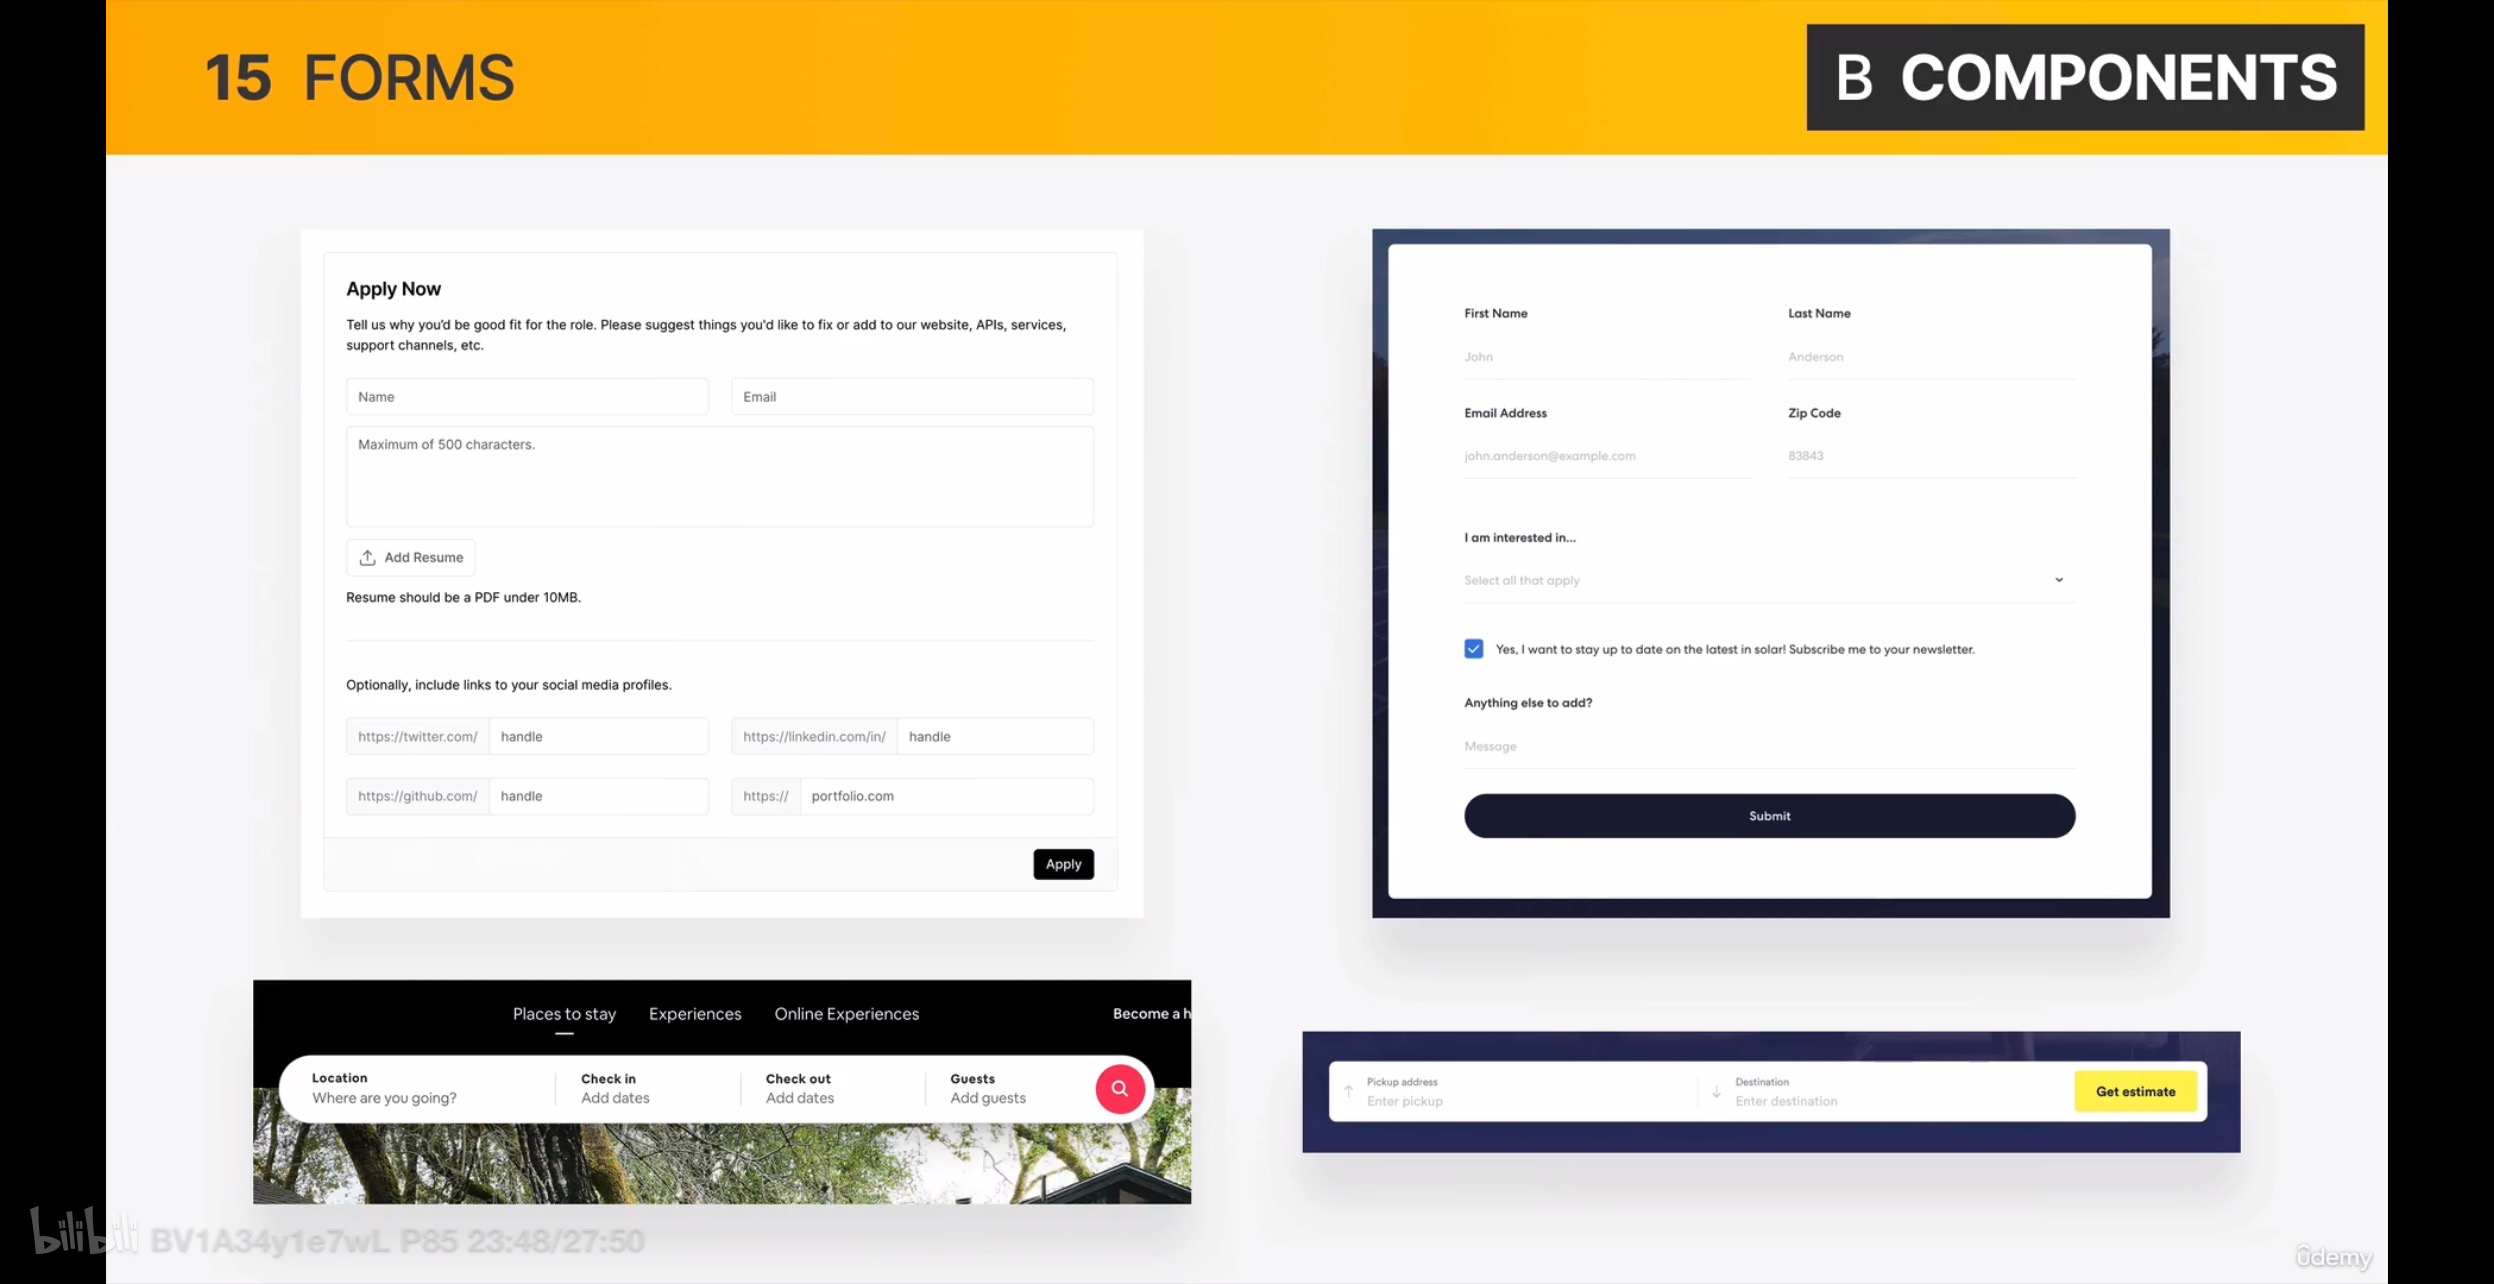 15 FORMS
B COMPONENTS
Apply Now
Tell us why you'd be good fit for the role. Please suggest things you'd like to fix or add to our website, APIs, services,
support channels, etc.
Name
Email
Maximum of 500 characters.
Add Resume
Resume should be a PDF under 10MB.
Optionally, include links to your social media profiles.
https://twitter.com/ handle
https://linkedin.com/in/ handle
https://github.com/ handle
https:// portfolio.com
Apply
First Name
Last Name
John
Anderson
Email Address
Zip Code
john.anderson@example.com
83843
I am interested in...
Select all that apply
Yes, I want to stay up to date on the latest in solar! Subscribe me to your newsletter.
Anything else to add?
Message
Submit
Places to stay
Experiences
Online Experiences
Become a h
Location
Where are you going?
Check in
Add dates
Check out
Add dates
Guests
Add guests
Pickup address
Enter pickup
Destination
Enter destination
Get estimate
bilibili BV1A34y1e7wL P85 23:48/27:50
ûdemy